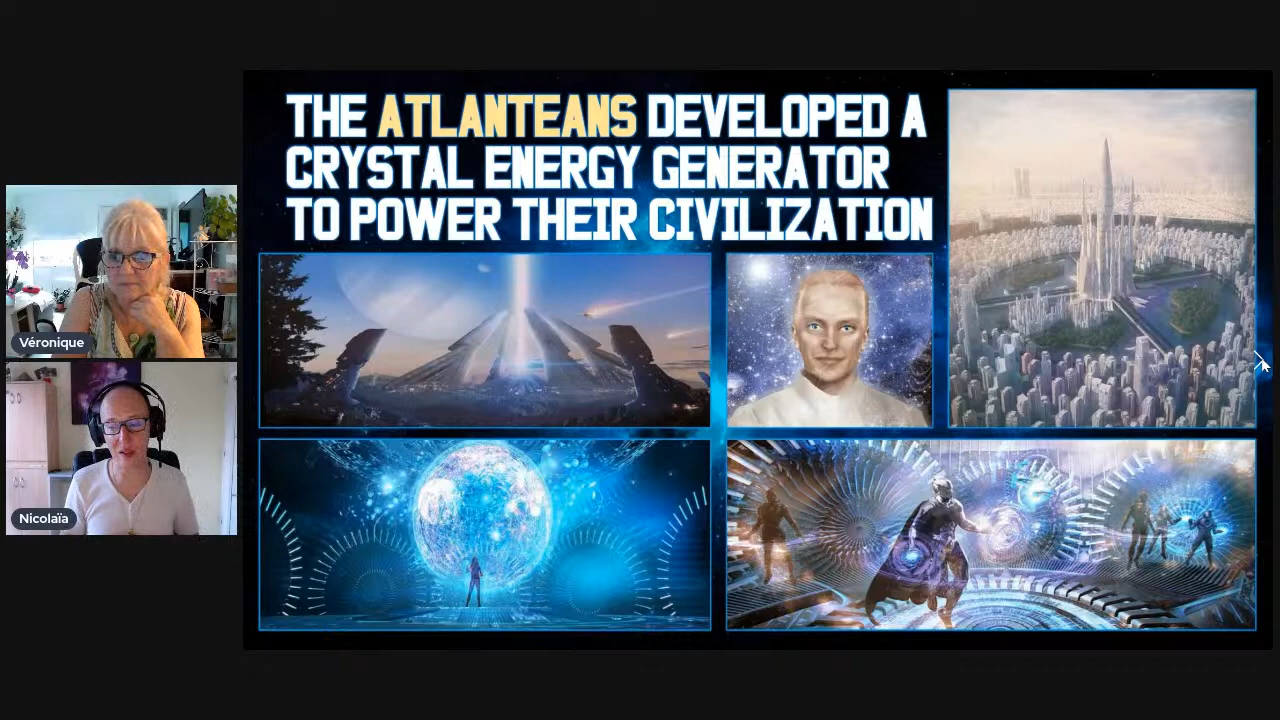 THE ATLANTEANS DEVELOPED A
CRYSTAL ENERGY GENERATOR
TO POWER THEIR CIVILIZATION
Véronique
Nicolaïa